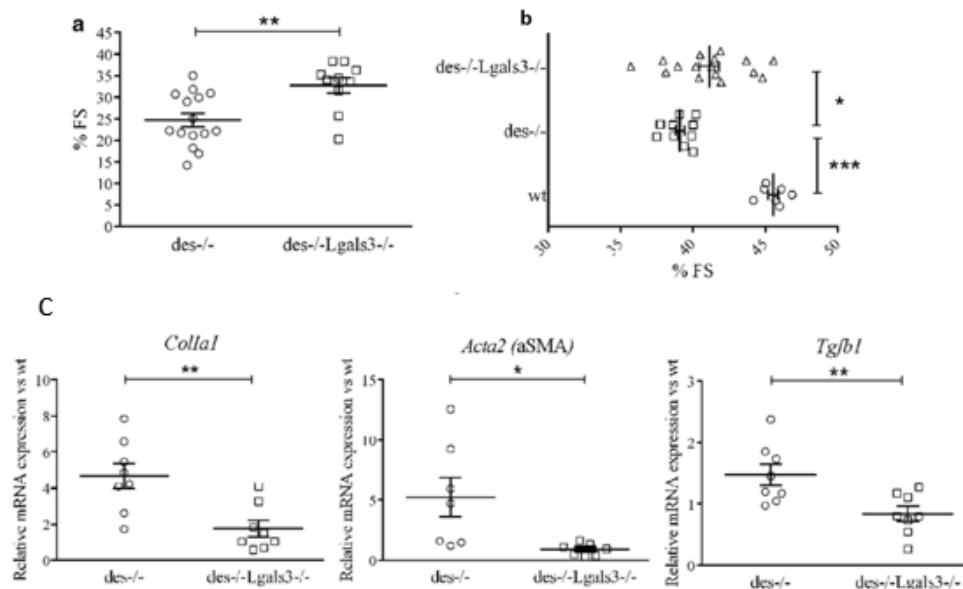 a
**
% FS
45
40
35
30
25
20
15
10
5
0
des-/-
des-/-Lgals3-/-
b
des-/-Lgals3-/-
des-/-
wt
*
***
30
35
40
45
50
% FS
C
Col1a1
Relative mRNA expression vs wt
**
10
8
6
4
2
0
des-/-
des-/-Lgals3-/-
Acta2 (aSMA)
Relative mRNA expression vs wt
*
15
10
5
0
des-/-
des-/-Lgals3-/-
Tgfb1
Relative mRNA expression vs wt
**
3
2
1
0
des-/-
des-/-Lgals3-/-